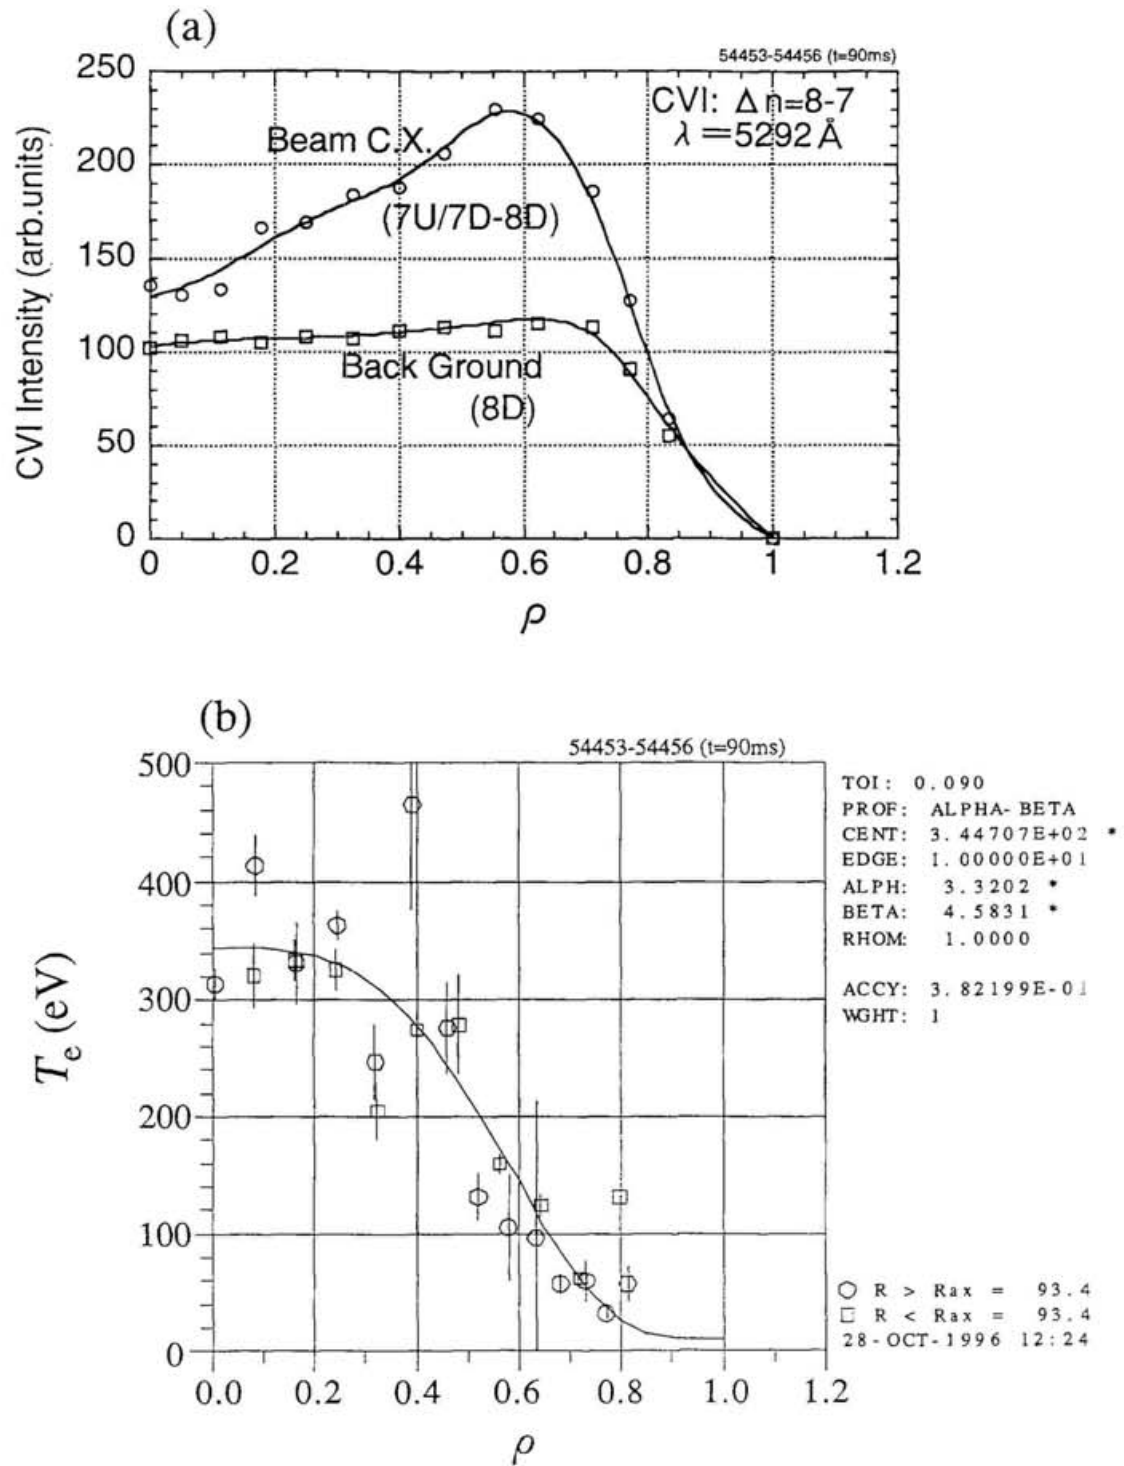 (a)
54453-54456 (t=90ms)
250
200
150
100
50
0
CVI Intensity (arb.units)
CVI: Δn=8-7
λ=5292Å
Beam C.X.
(7U/7D-8D)
Back Ground
(8D)
0 0.2 0.4 0.6 0.8 1 1.2
ρ
(b)
54453-54456 (t=90ms)
500
400
300
200
100
0
Te (eV)
TOI: 0.090
PROF: ALPHA-BETA
CENT: 3.44707E+02 *
EDGE: 1.00000E+01
ALPH: 3.3202 *
BETA: 4.5831 *
RHOM: 1.0000
ACCY: 3.82199E-01
WGHT: 1
R > Rax = 93.4
R < Rax = 93.4
28-OCT-1996 12:24
0.0 0.2 0.4 0.6 0.8 1.0 1.2
ρ